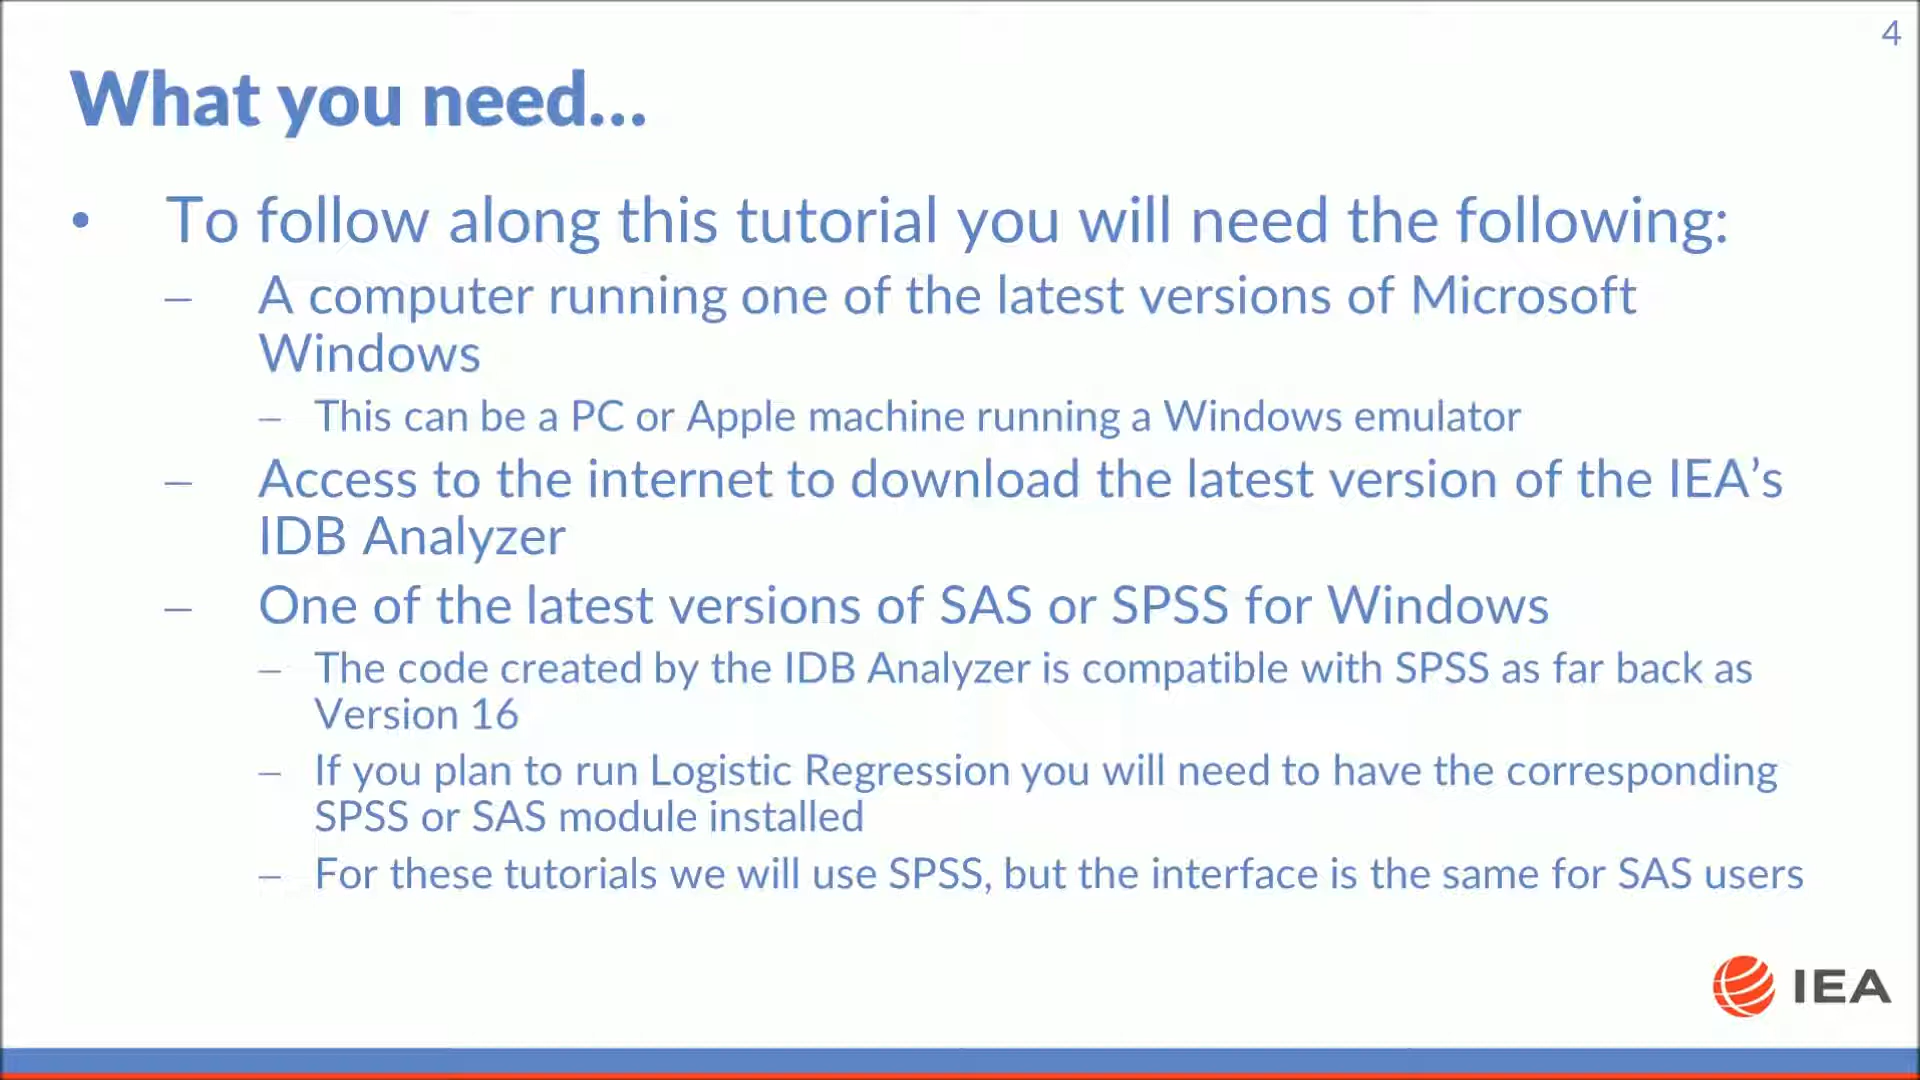 4
What you need...
• To follow along this tutorial you will need the following:
– A computer running one of the latest versions of Microsoft
Windows
– This can be a PC or Apple machine running a Windows emulator
– Access to the internet to download the latest version of the IEA’s
IDB Analyzer
– One of the latest versions of SAS or SPSS for Windows
– The code created by the IDB Analyzer is compatible with SPSS as far back as
Version 16
– If you plan to run Logistic Regression you will need to have the corresponding
SPSS or SAS module installed
– For these tutorials we will use SPSS, but the interface is the same for SAS users
IEA